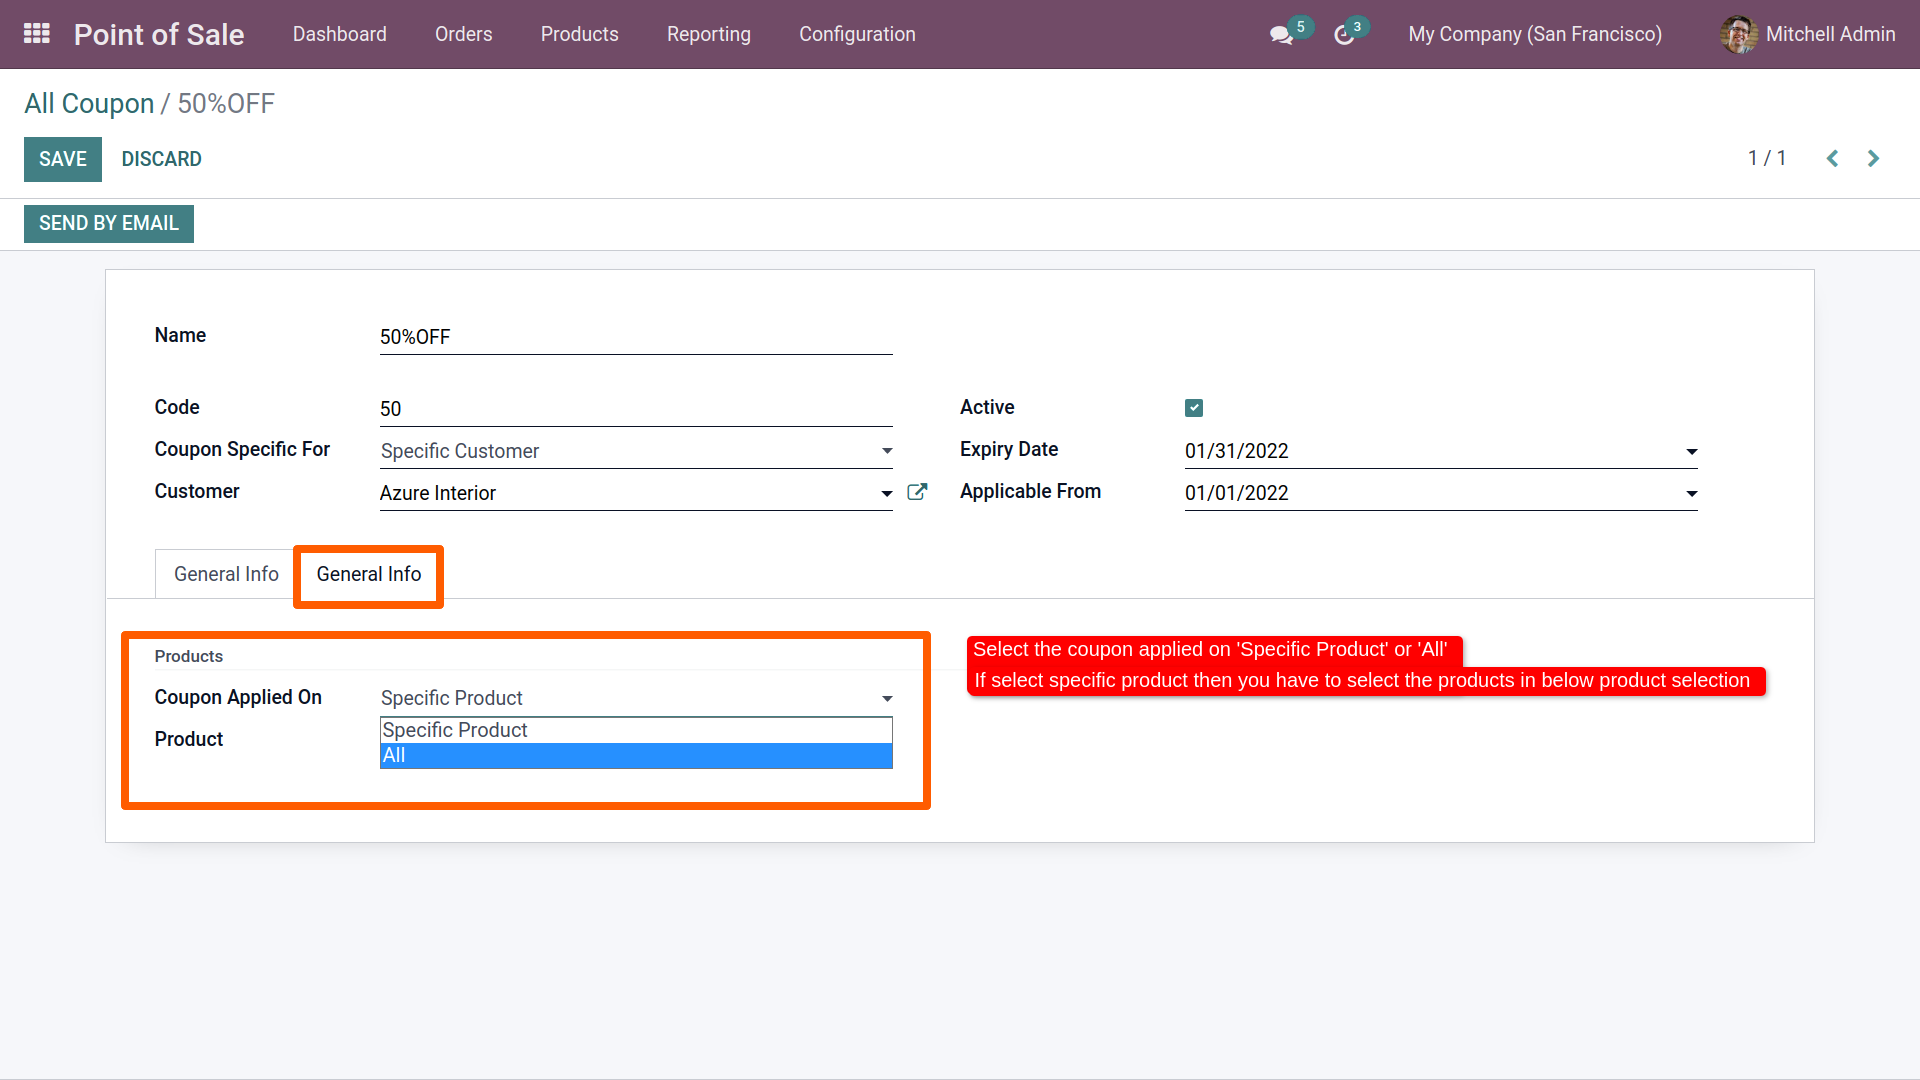 Point of Sale Dashboard Orders Products Reporting Configuration 5 3 My Company (San Francisco) Mitchell Admin
All Coupon / 50%OFF
SAVE DISCARD 1 / 1
SEND BY EMAIL
Name 50%OFF
Code 50 Active
Coupon Specific For Specific Customer Expiry Date 01/31/2022
Customer Azure Interior Applicable From 01/01/2022
General Info General Info
Products
Select the coupon applied on 'Specific Product' or 'All'
If select specific product then you have to select the products in below product selection
Coupon Applied On Specific Product
Specific Product
Product
All